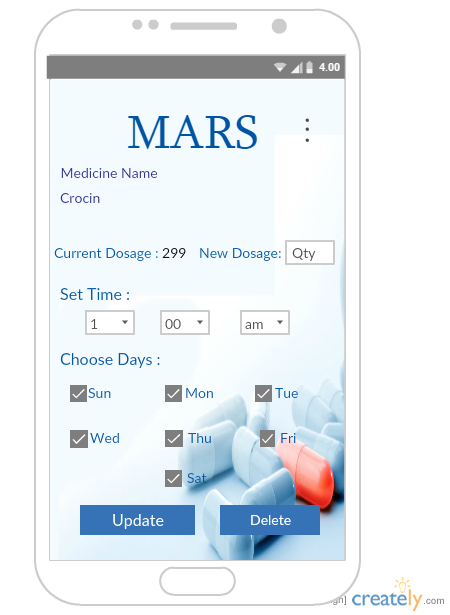 4.00
MARS
Medicine Name
Crocin
Current Dosage : 299 New Dosage: Qty
Set Time :
1 00 am
Choose Days :
Sun Mon Tue
Wed Thu Fri
Sat
Update Delete
creately.com